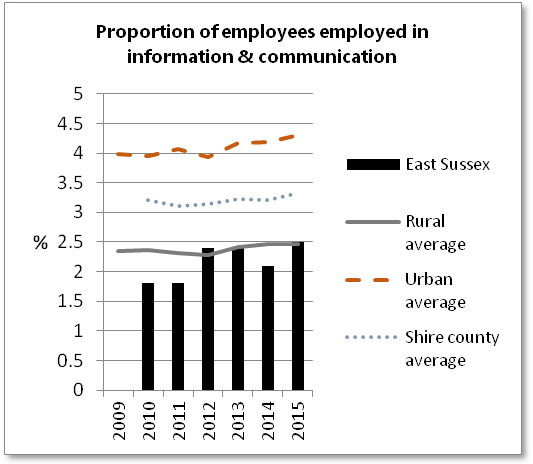 Proportion of employees employed in
information & communication
5
4.5
4
3.5
3
2.5
2
1.5
1
0.5
0
%
2009
2010
2011
2012
2013
2014
2015
East Sussex
Rural
average
Urban
average
Shire county
average